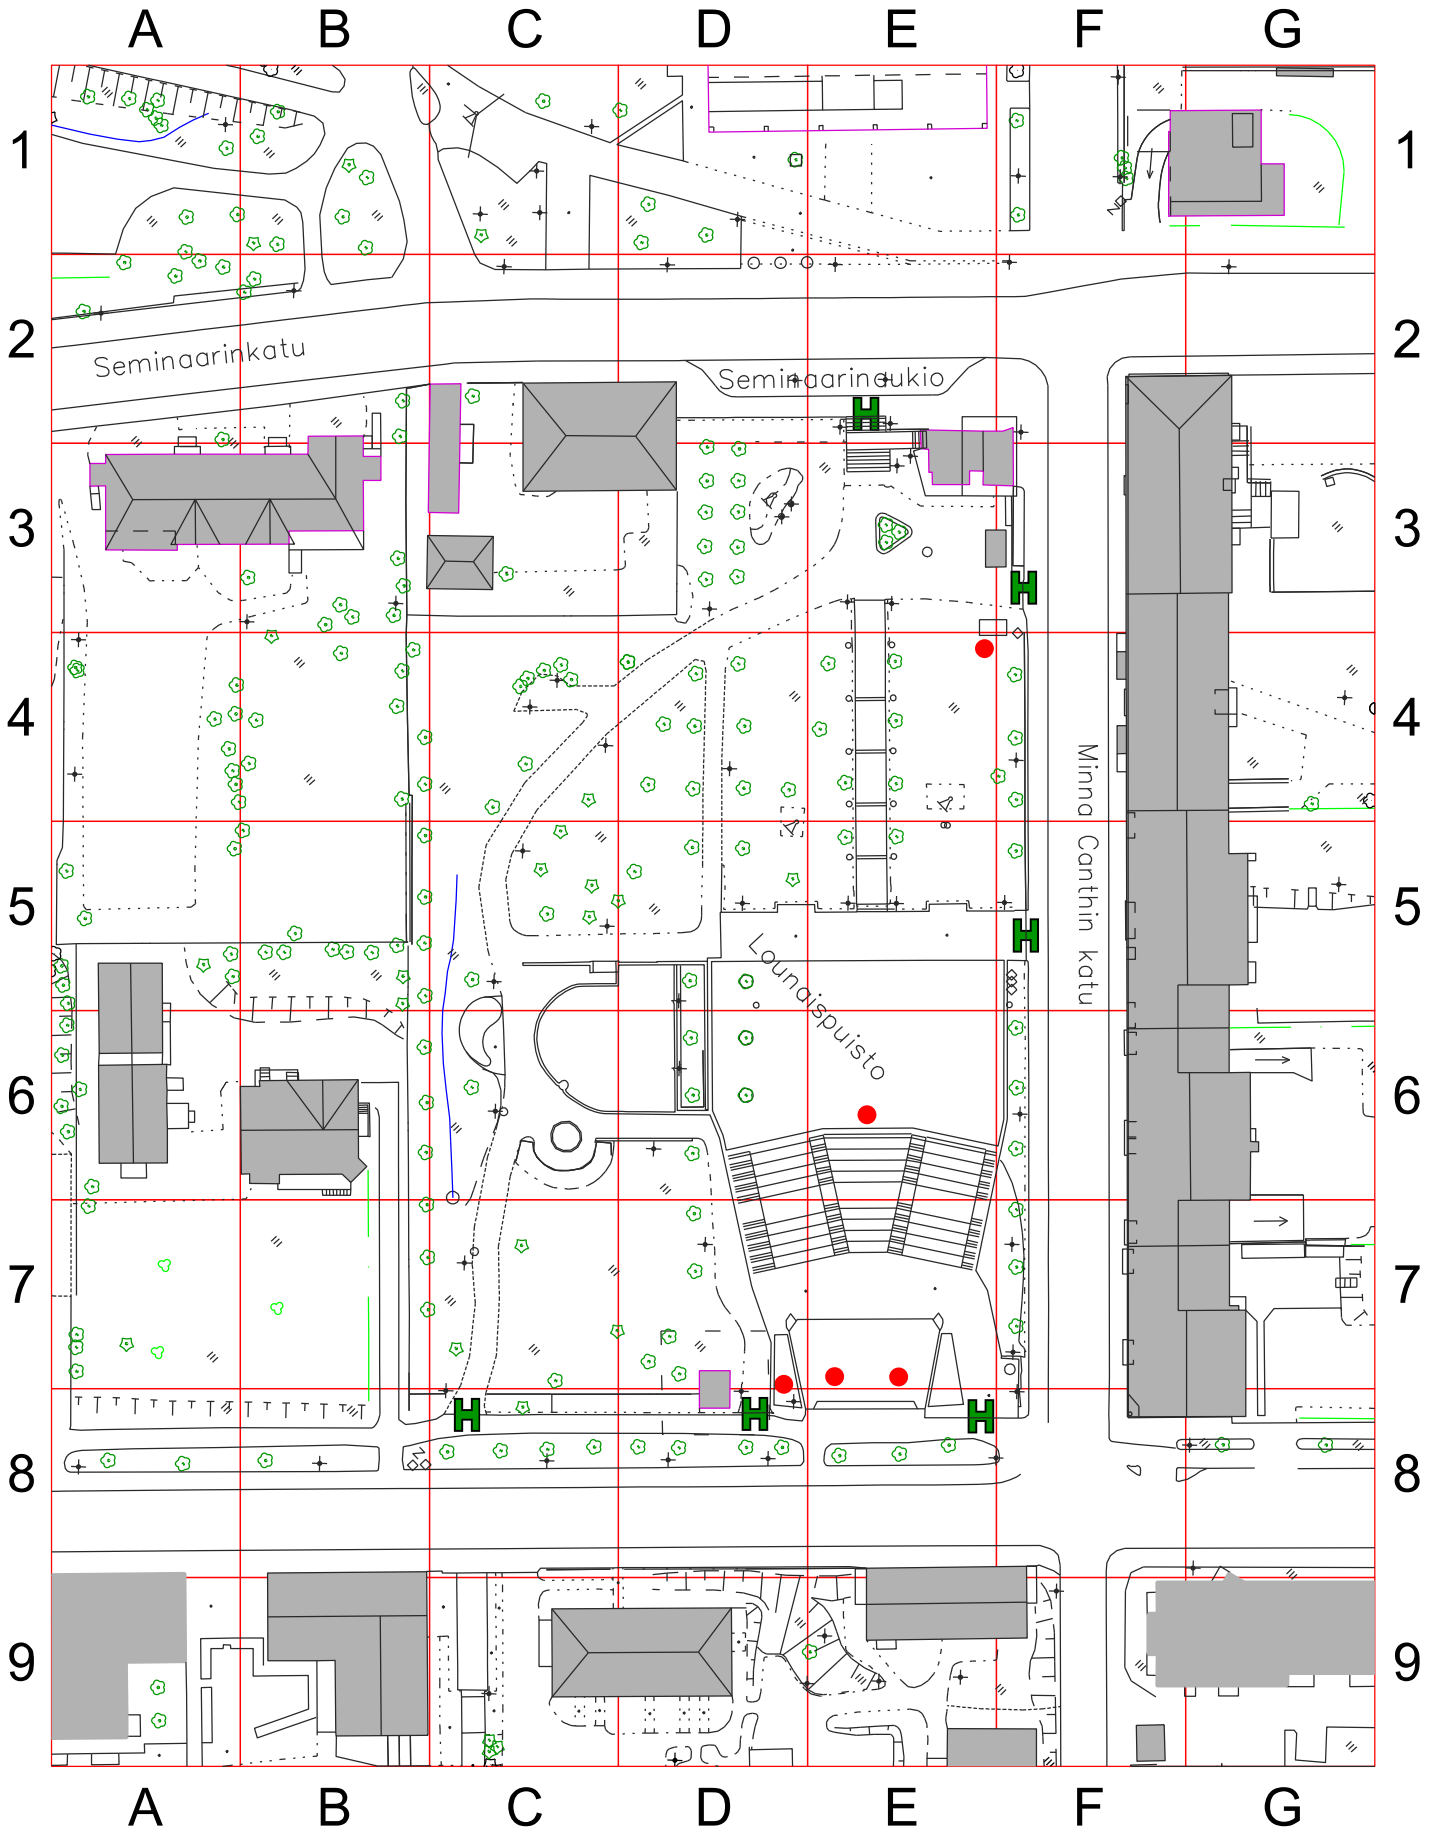 A B C D E F G
1 1
2 2
Seminaarinkatu
Seminaarinaukio
3 3
4 4
Minna Canthin katu
5 5
Lounaispuisto
6 6
7 7
8 8
9 9
A B C D E F G
H
H
H
H
H
H